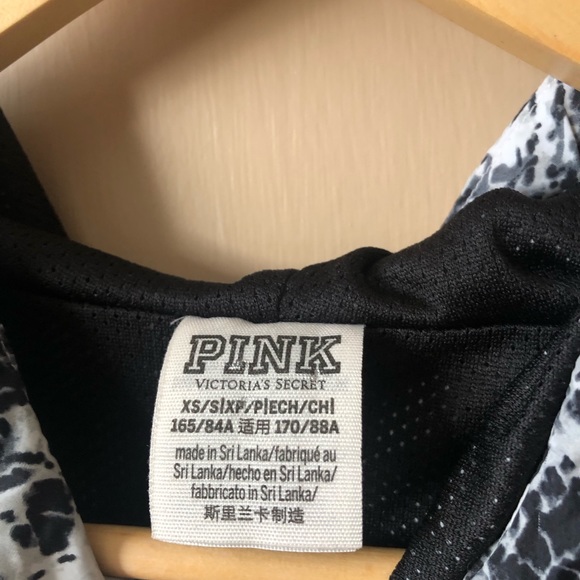 PINK
VICTORIA'S SECRET
XS/S|XP/P|ECH/CH|
165/84A 适用 170/88A
made in Sri Lanka/fabriqué au
Sri Lanka/hecho en Sri Lanka/
fabbricato in Sri Lanka/
斯里兰卡制造